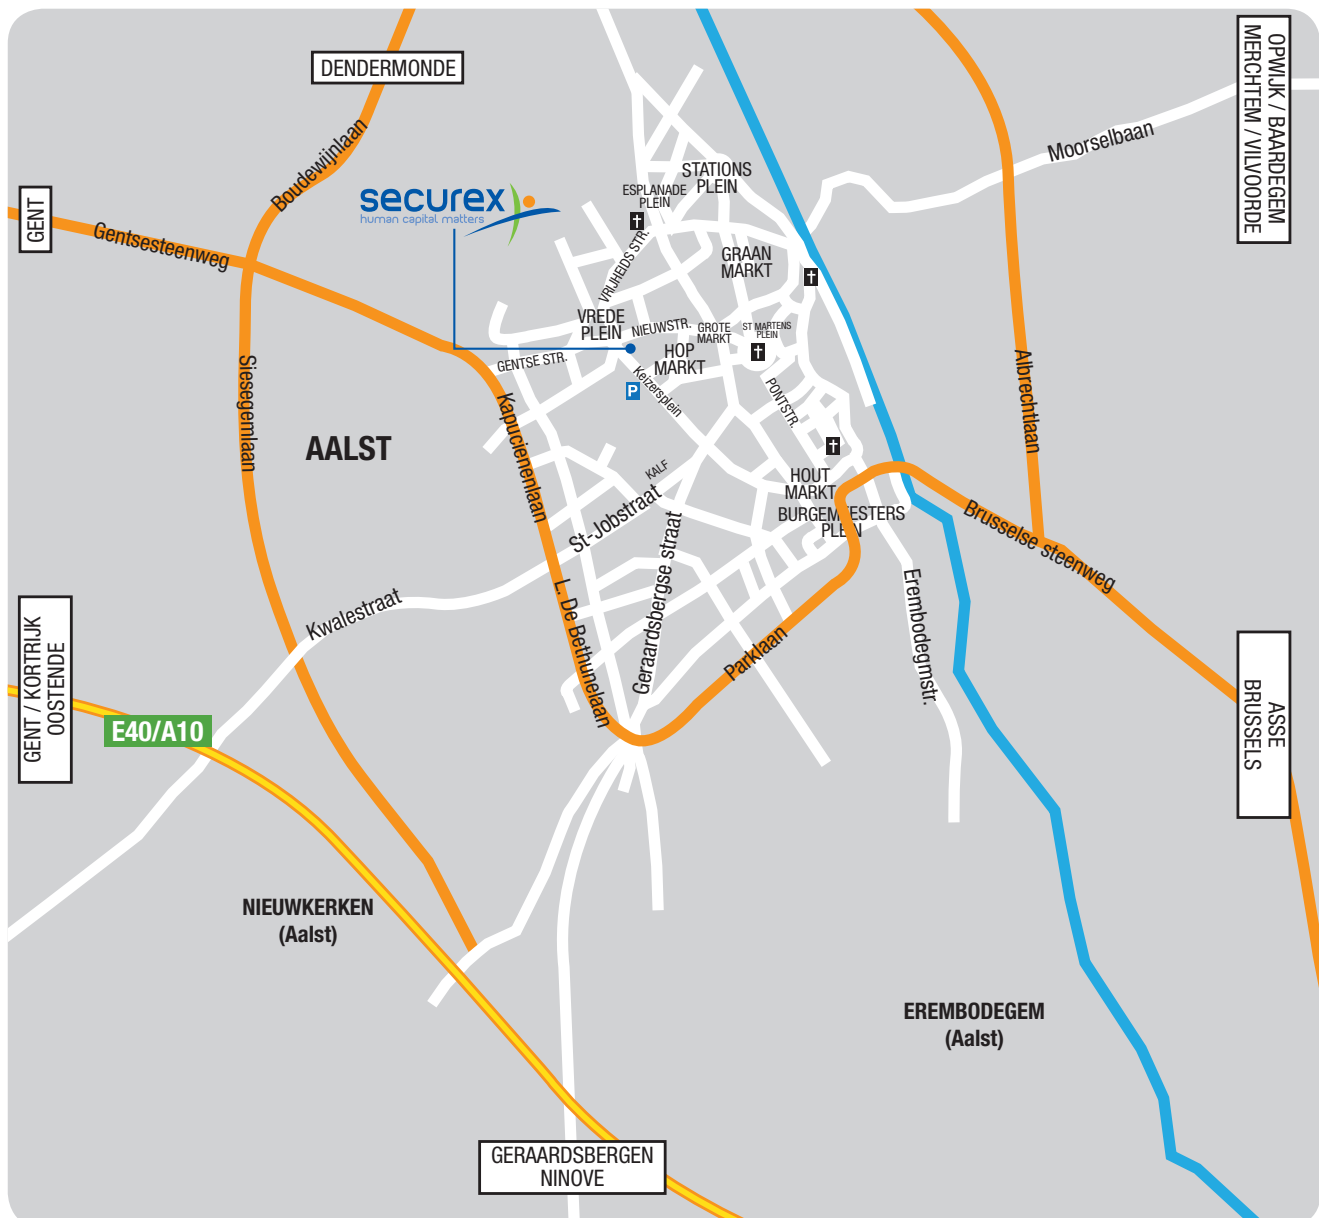 DENDERMONDE
OPWIJK / BAARDEGEM
MERCHTEM / VILVOORDE
Boudewijnlaan
Moorselbaan
STATIONS
PLEIN
ESPLANADE
PLEIN
securex
human capital matters
GENT
Gentsesteenweg
VRIJHEIDS STR.
GRAAN
MARKT
VREDE
PLEIN
NIEUWSTR.
GROTE
MARKT
ST MARTENS
PLEIN
HOP
MARKT
GENTSE STR.
Keizersplein
P
PONTSTR.
Siesegemlaan
Kapucienenlaan
Albrechtlaan
AALST
KALF
HOUT
MARKT
BURGEMEESTERS
PLEIN
St-Jobstraat
Geraardsbergse straat
Brusselse steenweg
Erembodegmstr.
Kwalestraat
L. De Bethunelaan
Parklaan
GENT / KORTRIJK
OOSTENDE
E40/A10
ASSE
BRUSSELS
NIEUWKERKEN
(Aalst)
EREMBODEGEM
(Aalst)
GERAARDSBERGEN
NINOVE